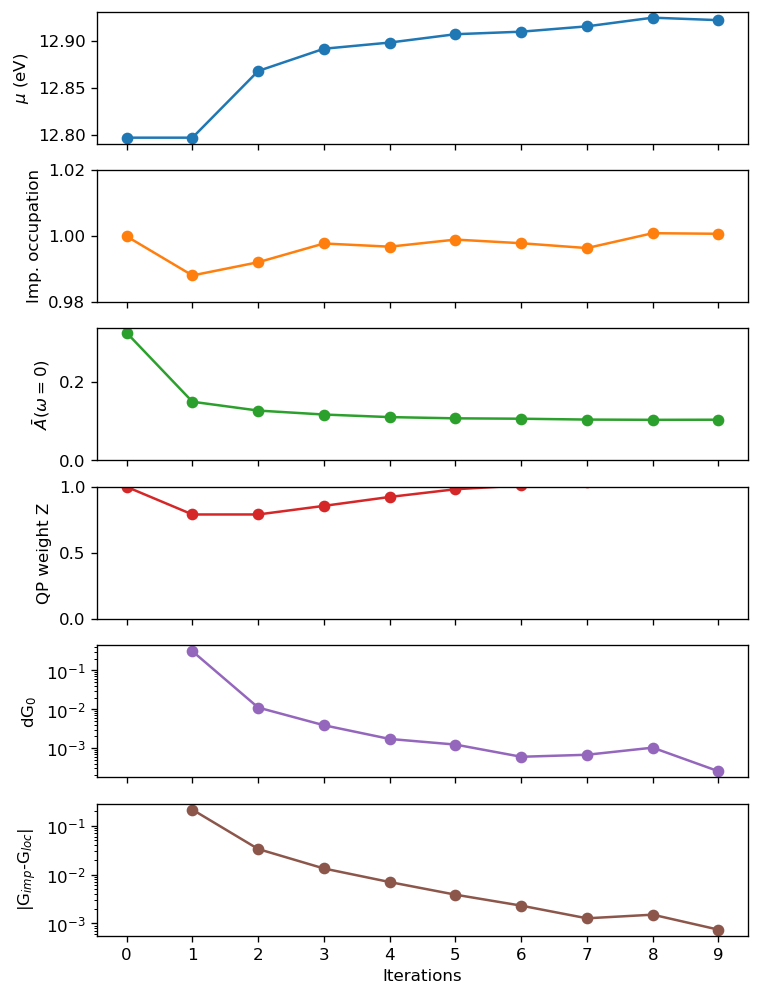 12.90
12.85
12.80
μ (eV)
1.02
1.00
0.98
Imp. occupation
0.2
0.0
Ā(ω = 0)
1.0
0.5
0.0
QP weight Z
10⁻¹
10⁻²
10⁻³
dG₀
10⁻¹
10⁻²
10⁻³
|G_imp-G_loc|
0 1 2 3 4 5 6 7 8 9
Iterations